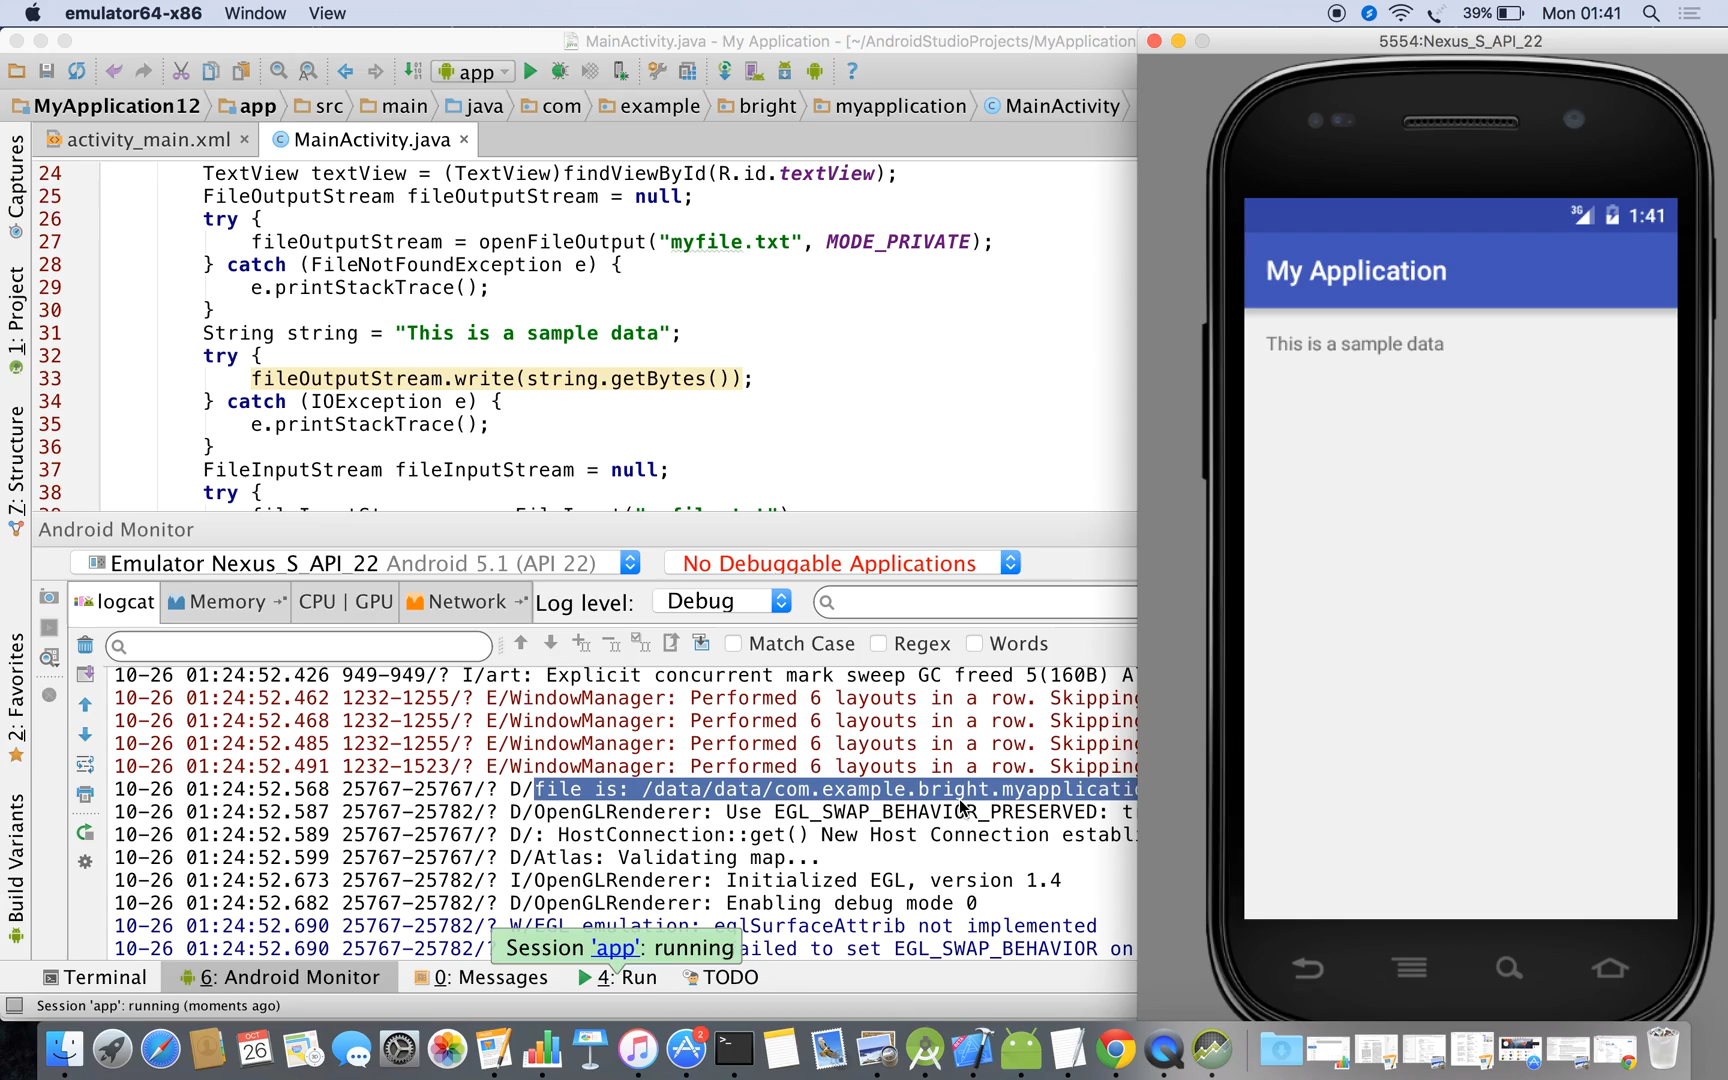 emulator64-x86 Window View
39% Mon 01:41
MainActivity.java - My Application - [~/AndroidStudioProjects/MyApplication
5554:Nexus_S_API_22
app
MyApplication12 app src main java com example bright myapplication MainActivity
activity_main.xml MainActivity.java
24 TextView textView = (TextView)findViewById(R.id.textView);
25 FileOutputStream fileOutputStream = null;
26 try {
27 fileOutputStream = openFileOutput("myfile.txt", MODE_PRIVATE);
28 } catch (FileNotFoundException e) {
29 e.printStackTrace();
30 }
31 String string = "This is a sample data";
32 try {
33 fileOutputStream.write(string.getBytes());
34 } catch (IOException e) {
35 e.printStackTrace();
36 }
37 FileInputStream fileInputStream = null;
38 try {
Captures
1: Project
7: Structure
2: Favorites
Build Variants
Android Monitor
Emulator Nexus_S_API_22 Android 5.1 (API 22) No Debuggable Applications
logcat Memory CPU | GPU Network Log level: Debug
Match Case Regex Words
10-26 01:24:52.426 949-949/? I/art: Explicit concurrent mark sweep GC freed 5(160B) A
10-26 01:24:52.462 1232-1255/? E/WindowManager: Performed 6 layouts in a row. Skipping
10-26 01:24:52.468 1232-1255/? E/WindowManager: Performed 6 layouts in a row. Skipping
10-26 01:24:52.485 1232-1255/? E/WindowManager: Performed 6 layouts in a row. Skipping
10-26 01:24:52.491 1232-1523/? E/WindowManager: Performed 6 layouts in a row. Skipping
10-26 01:24:52.568 25767-25767/? D/file is: /data/data/com.example.bright.myapplicatio
10-26 01:24:52.587 25767-25782/? D/OpenGLRenderer: Use EGL_SWAP_BEHAVIOR_PRESERVED: t
10-26 01:24:52.589 25767-25767/? D/: HostConnection::get() New Host Connection establi
10-26 01:24:52.599 25767-25767/? D/Atlas: Validating map...
10-26 01:24:52.673 25767-25782/? I/OpenGLRenderer: Initialized EGL, version 1.4
10-26 01:24:52.682 25767-25782/? D/OpenGLRenderer: Enabling debug mode 0
10-26 01:24:52.690 25767-25782/? W/EGL_emulation: eglSurfaceAttrib not implemented
10-26 01:24:52.690 25767-25782/? ailed to set EGL_SWAP_BEHAVIOR on
Session 'app': running
Terminal 6: Android Monitor 0: Messages 4: Run TODO
Session 'app': running (moments ago)
3G 1:41
My Application
This is a sample data
OCT
26
2